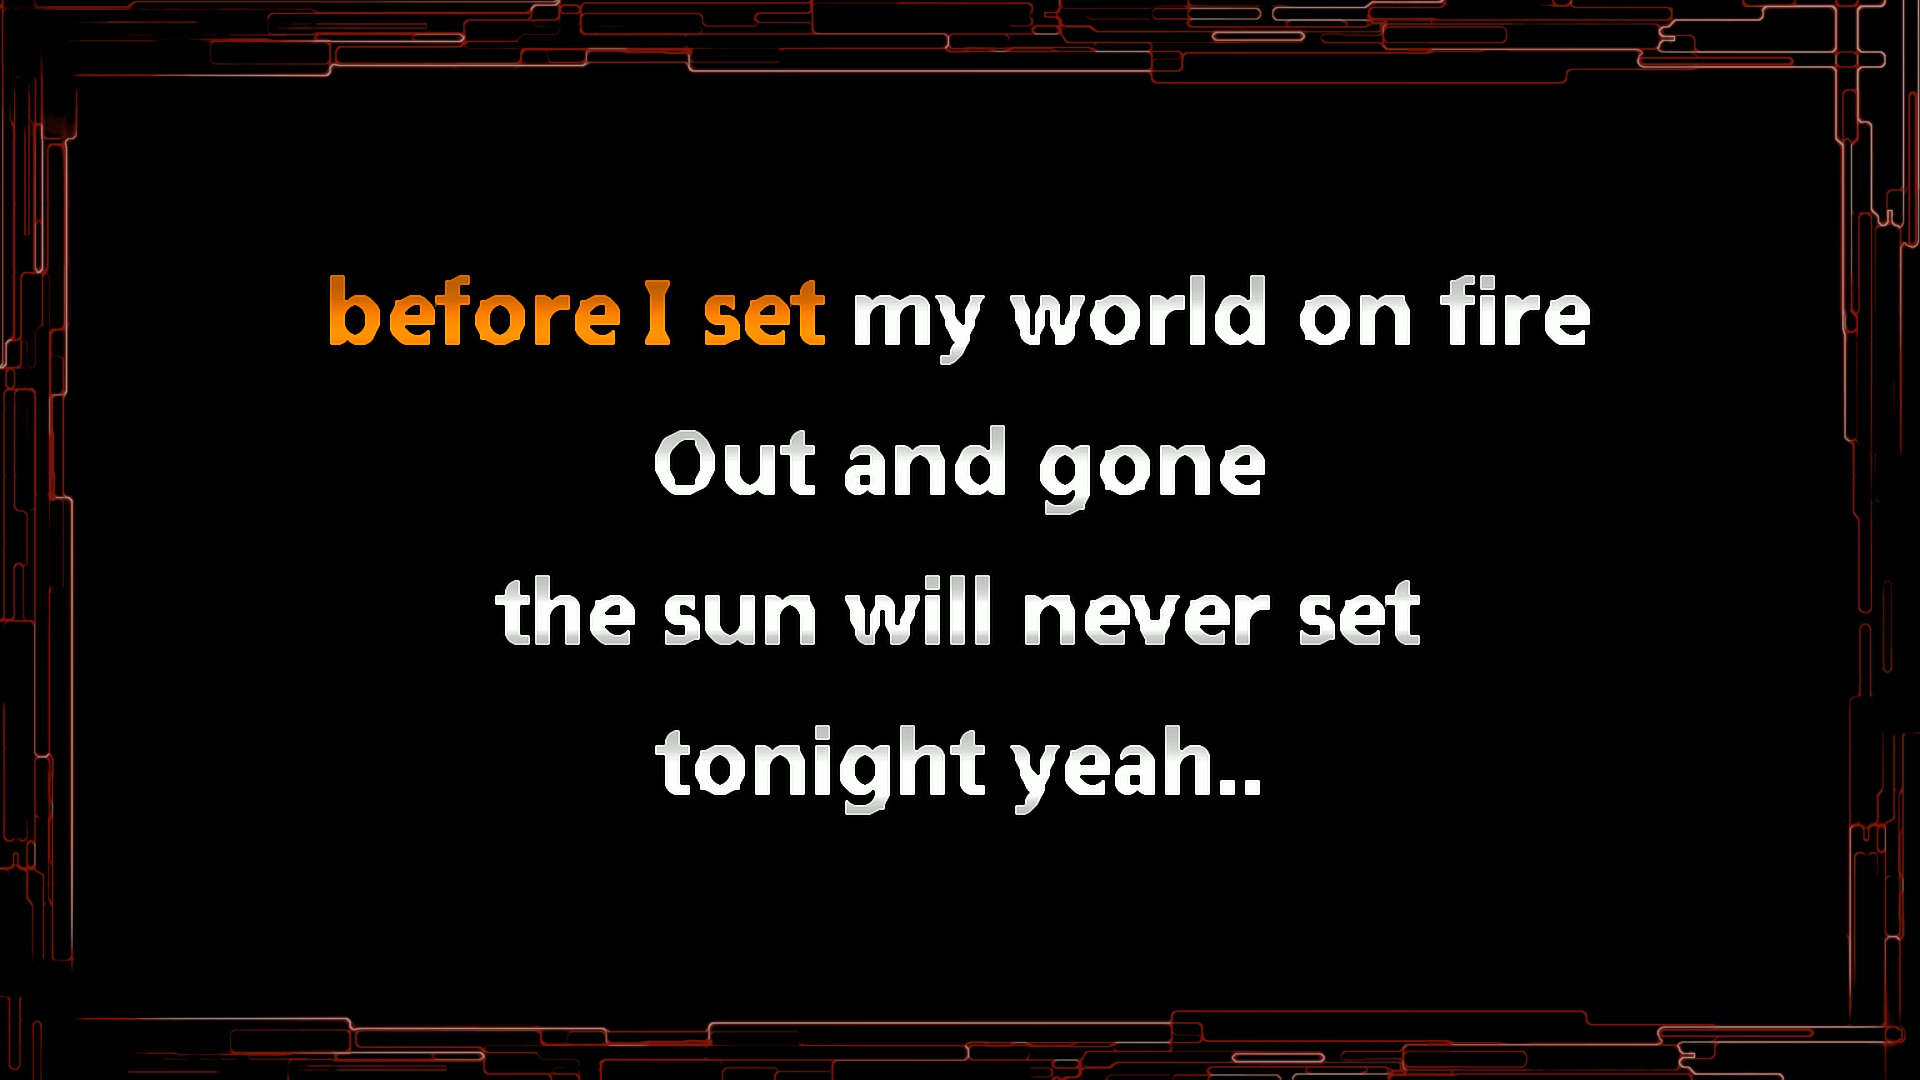 before I set my world on fire
Out and gone
the sun will never set
tonight yeah..